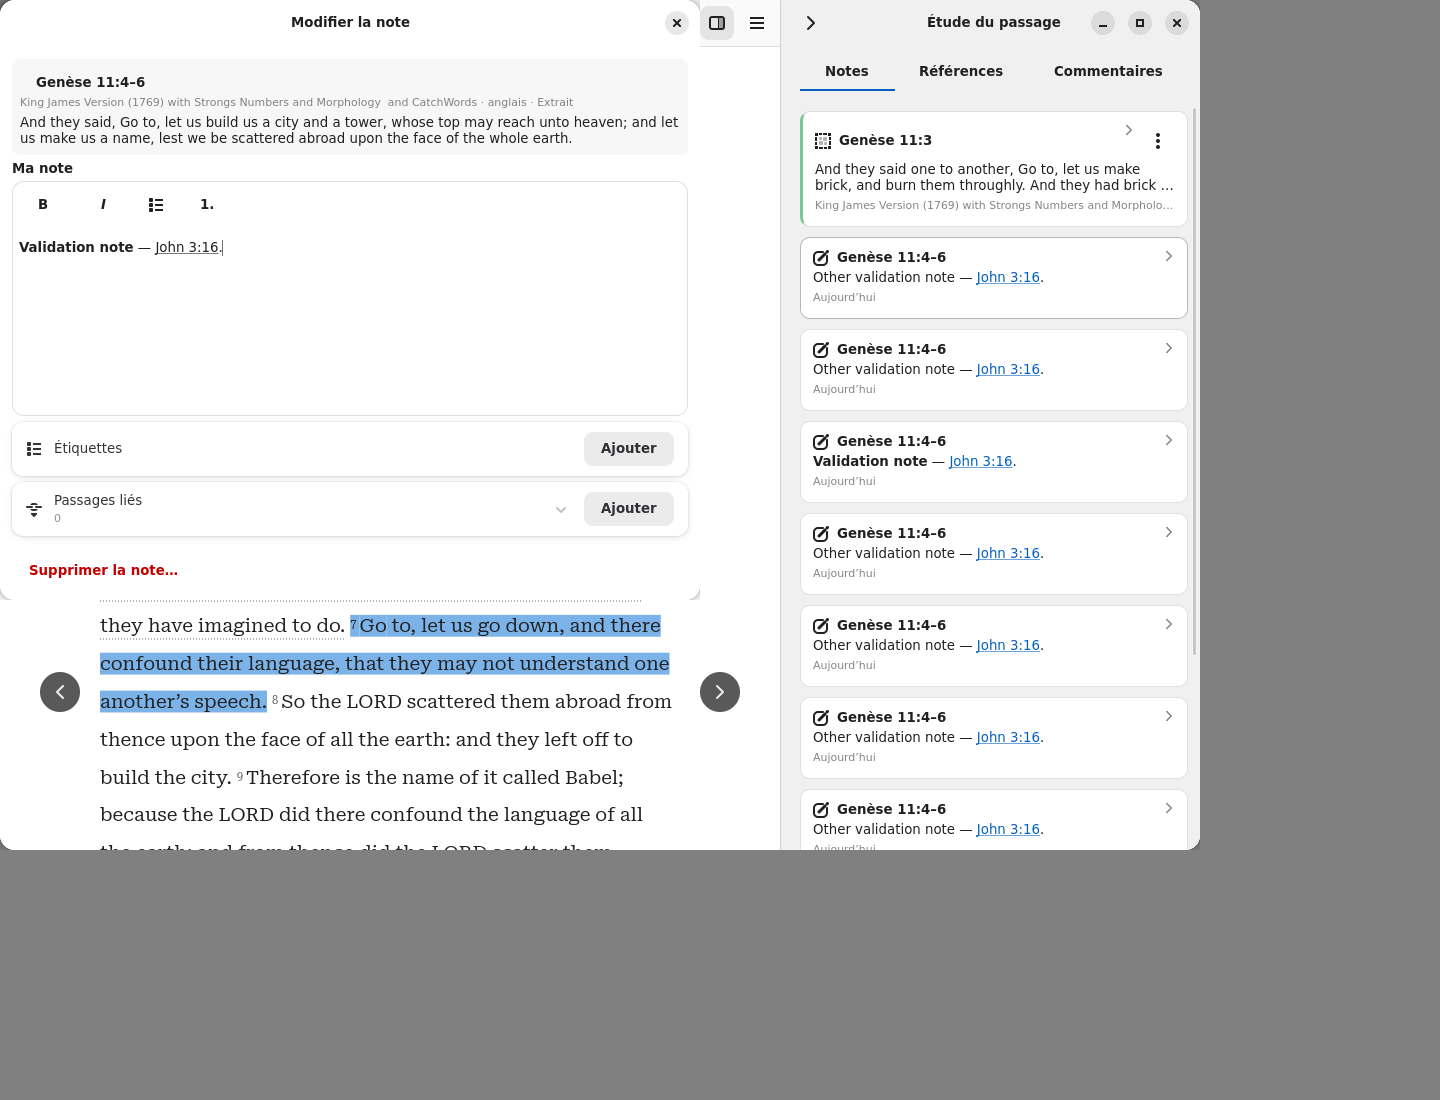 Modifier la note
Genèse 11:4–6
King James Version (1769) with Strongs Numbers and Morphology  and CatchWords · anglais · Extrait
And they said, Go to, let us build us a city and a tower, whose top may reach unto heaven; and let
us make us a name, lest we be scattered abroad upon the face of the whole earth.
Ma note
B I 1.
Validation note — John 3:16.
Étiquettes
Ajouter
Passages liés
0
Ajouter
Supprimer la note…
they have imagined to do. 7 Go to, let us go down, and there
confound their language, that they may not understand one
another’s speech. 8 So the LORD scattered them abroad from
thence upon the face of all the earth: and they left off to
build the city. 9 Therefore is the name of it called Babel;
because the LORD did there confound the language of all
the earth: and from thence did the LORD scatter them
Étude du passage
Notes Références Commentaires
Genèse 11:3
And they said one to another, Go to, let us make
brick, and burn them throughly. And they had brick …
King James Version (1769) with Strongs Numbers and Morpholo…
Genèse 11:4–6
Other validation note — John 3:16.
Aujourd’hui
Genèse 11:4–6
Other validation note — John 3:16.
Aujourd’hui
Genèse 11:4–6
Validation note — John 3:16.
Aujourd’hui
Genèse 11:4–6
Other validation note — John 3:16.
Aujourd’hui
Genèse 11:4–6
Other validation note — John 3:16.
Aujourd’hui
Genèse 11:4–6
Other validation note — John 3:16.
Aujourd’hui
Genèse 11:4–6
Other validation note — John 3:16.
Aujourd’hui